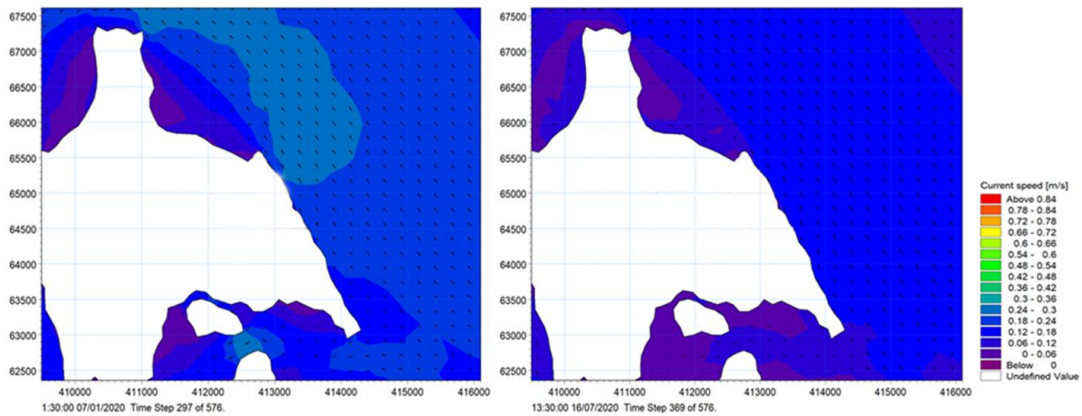 67500
67000
66500
66000
65500
65000
64500
64000
63500
63000
62500
410000 411000 412000 413000 414000 415000 416000
1:30:00 07/01/2020 Time Step 297 of 576.
67500
67000
66500
66000
65500
65000
64500
64000
63500
63000
62500
410000 411000 412000 413000 414000 415000 416000
13:30:00 16/07/2020 Time Step 369 of 576.
Current speed [m/s]
Above 0.84
0.78 - 0.84
0.72 - 0.78
0.66 - 0.72
0.6 - 0.66
0.54 - 0.6
0.48 - 0.54
0.42 - 0.48
0.36 - 0.42
0.3 - 0.36
0.24 - 0.3
0.18 - 0.24
0.12 - 0.18
0.06 - 0.12
0 - 0.06
Below 0
Undefined Value